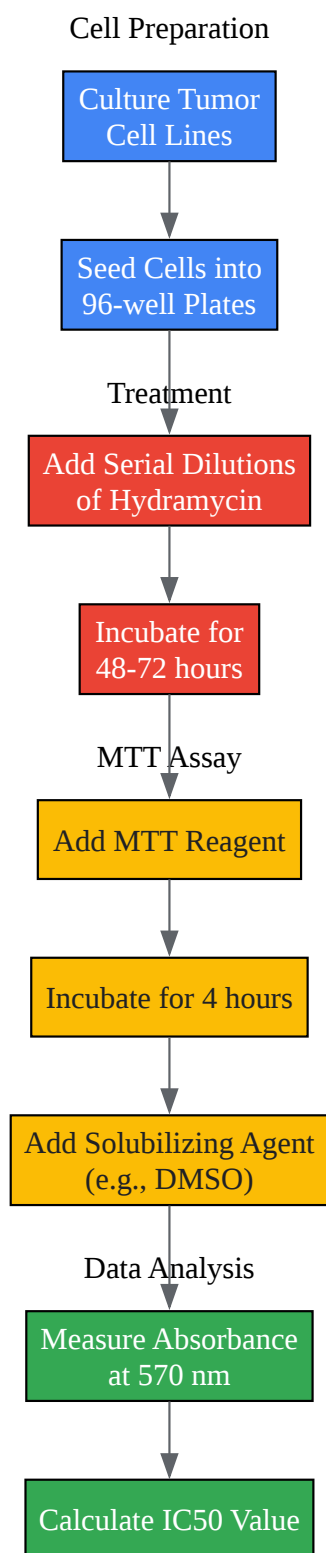 Cell Preparation
Culture Tumor
Cell Lines
Seed Cells into
96-well Plates
Treatment
Add Serial Dilutions
of Hydramycin
Incubate for
48-72 hours
MTT Assay
Add MTT Reagent
Incubate for 4 hours
Add Solubilizing Agent
(e.g., DMSO)
Data Analysis
Measure Absorbance
at 570 nm
Calculate IC50 Value